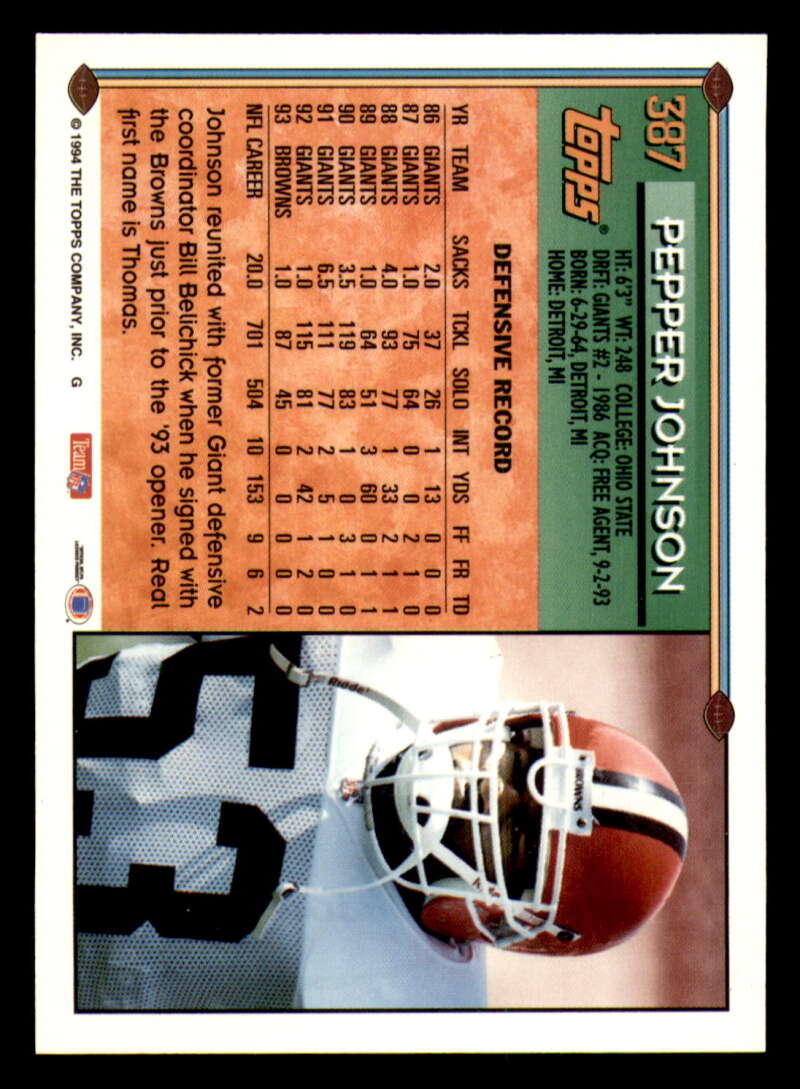 387
PEPPER JOHNSON
topps®
HT: 6'3" WT: 248 COLLEGE: OHIO STATE
DRFT: GIANTS #2 - 1986 ACQ: FREE AGENT, 9-2-93
BORN: 6-29-64, DETROIT, MI
HOME: DETROIT, MI
DEFENSIVE RECORD
YR TEAM SACKS TCKL SOLO INT YDS FF FR TD
86 GIANTS 2.0 37 26 1 13 0 0 0
87 GIANTS 1.0 75 64 0 0 2 1 0
88 GIANTS 4.0 93 77 1 33 2 1 1
89 GIANTS 1.0 64 51 3 60 0 1 1
90 GIANTS 3.5 119 83 1 0 3 1 0
91 GIANTS 6.5 111 77 2 5 1 0 0
92 GIANTS 1.0 115 81 2 42 1 2 0
93 BROWNS 1.0 87 45 0 0 0 0 0
NFL CAREER 20.0 701 504 10 153 9 6 2
Johnson reunited with former Giant defensive
coordinator Bill Belichick when he signed with
the Browns just prior to the '93 opener. Real
first name is Thomas.
© 1994 THE TOPPS COMPANY, INC. G
Team NFL
BROWNS
Riddell
53